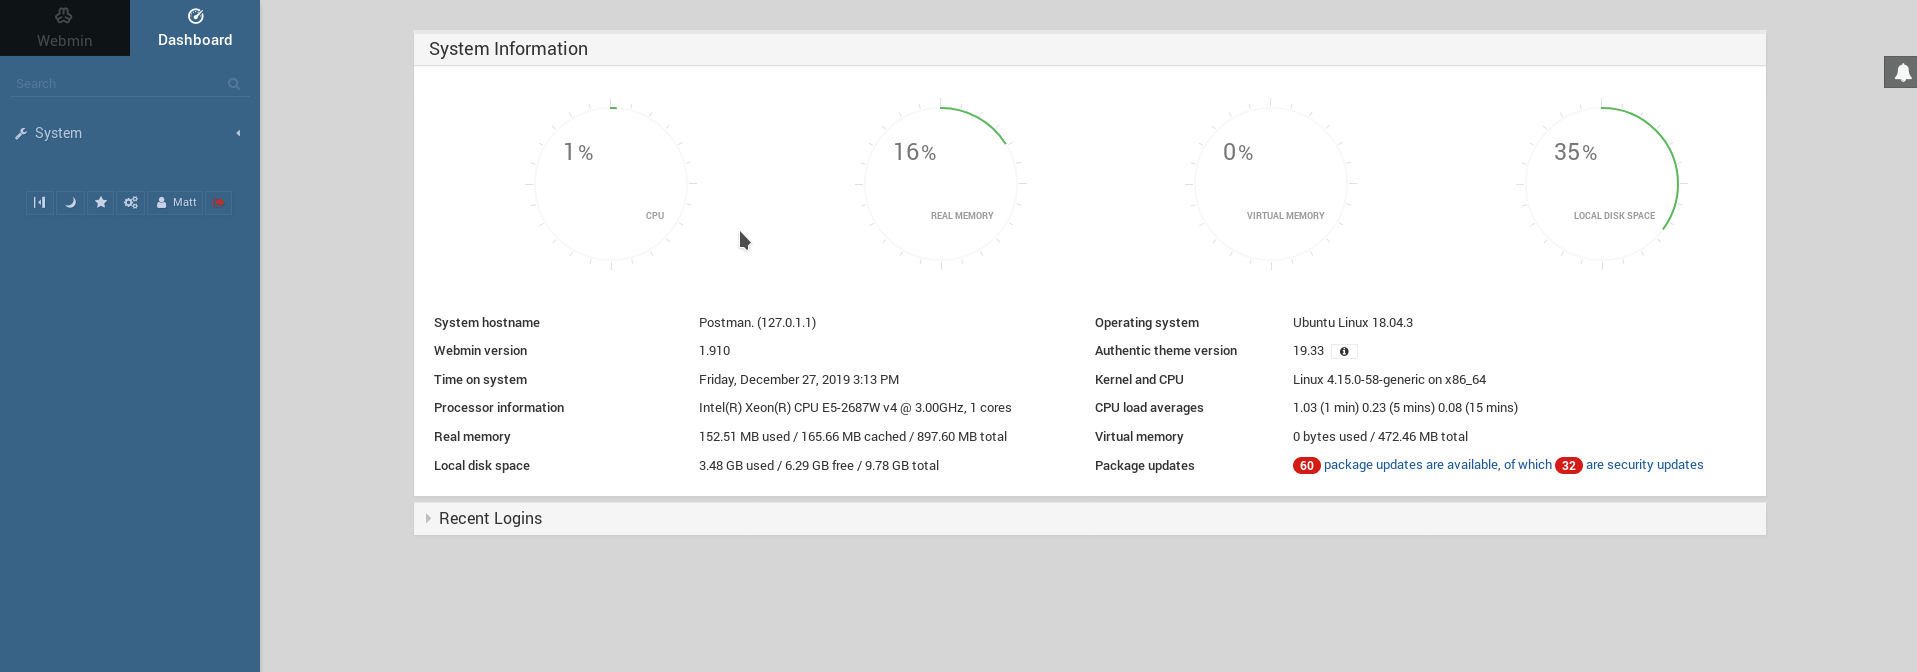 Webmin
Dashboard
Search
System
Matt
System Information
1%
CPU
16%
REAL MEMORY
0%
VIRTUAL MEMORY
35%
LOCAL DISK SPACE
System hostname Postman. (127.0.1.1) Operating system Ubuntu Linux 18.04.3
Webmin version 1.910 Authentic theme version 19.33
Time on system Friday, December 27, 2019 3:13 PM Kernel and CPU Linux 4.15.0-58-generic on x86_64
Processor information Intel(R) Xeon(R) CPU E5-2687W v4 @ 3.00GHz, 1 cores CPU load averages 1.03 (1 min) 0.23 (5 mins) 0.08 (15 mins)
Real memory 152.51 MB used / 165.66 MB cached / 897.60 MB total Virtual memory 0 bytes used / 472.46 MB total
Local disk space 3.48 GB used / 6.29 GB free / 9.78 GB total Package updates 60 package updates are available, of which 32 are security updates
Recent Logins